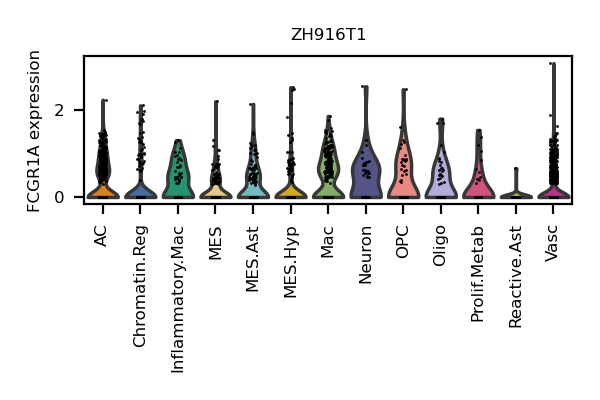 ZH916T1
FCGR1A expression
2
0
AC
Chromatin.Reg
Inflammatory.Mac
MES
MES.Ast
MES.Hyp
Mac
Neuron
OPC
Oligo
Prolif.Metab
Reactive.Ast
Vasc